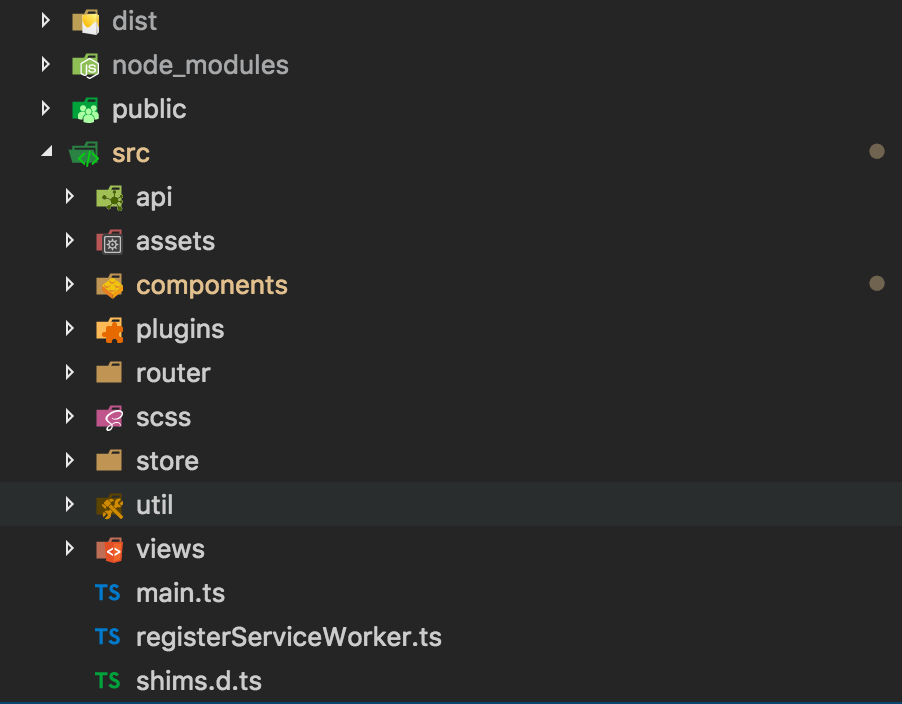 dist
node_modules
public
src
api
assets
components
plugins
router
scss
store
util
views
TS main.ts
TS registerServiceWorker.ts
TS shims.d.ts